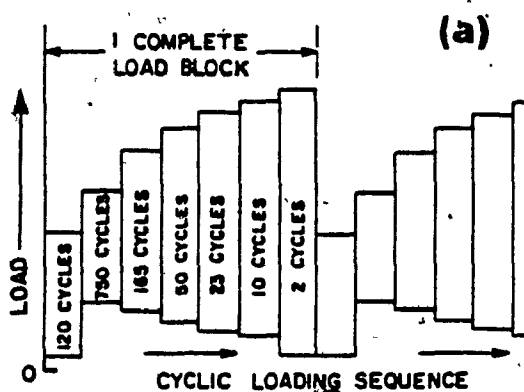 (a)
1 COMPLETE
LOAD BLOCK
LOAD
120 CYCLES
750 CYCLES
165 CYCLES
50 CYCLES
23 CYCLES
10 CYCLES
2 CYCLES
0
CYCLIC LOADING SEQUENCE